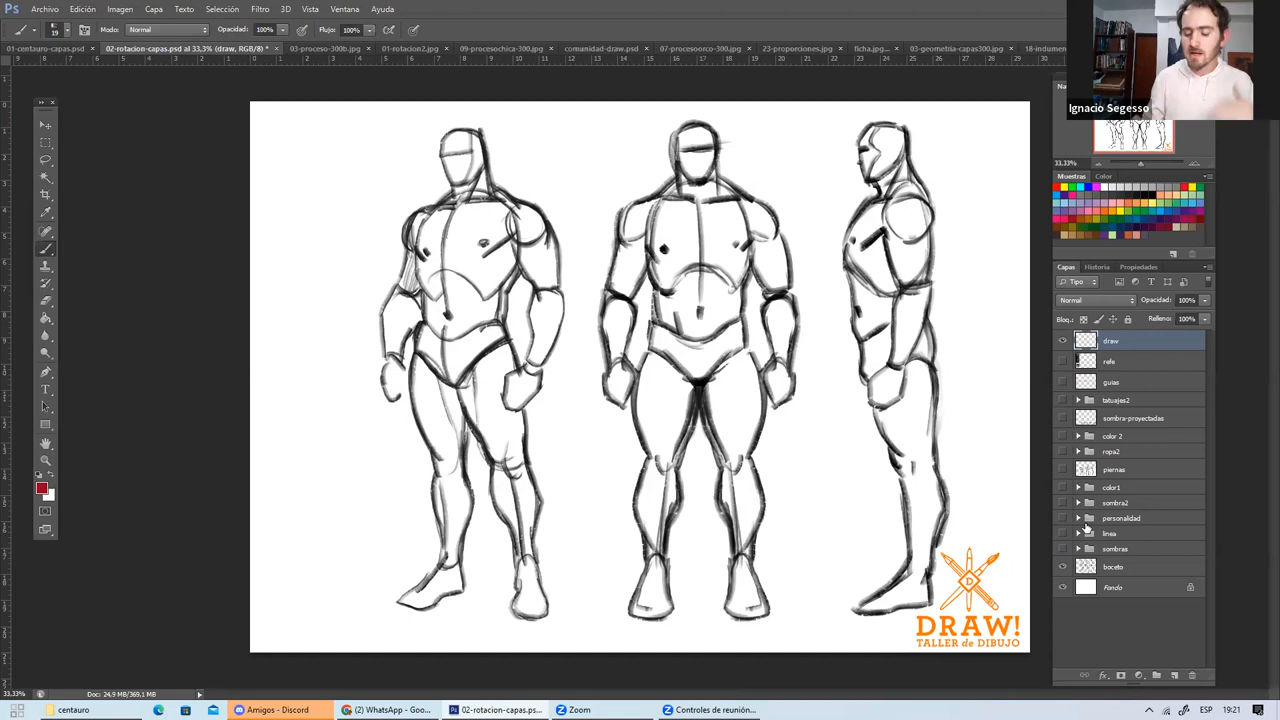 Ps Archivo Edición Imagen Capa Texto Selección Filtro 3D Vista Ventana Ayuda
19 Modo: Normal Opacidad: 100% Flujo: 100%
01-centauro-capas.psd × 02-rotacion-capas.psd al 33,3% (draw, RGB/8) * × 03-proceso-300b.jpg × 01-rotacion2.jpg × 09-procesochica-300.jpg × comunidad-draw.psd × 07-procesoorco-300.jpg × 23-proporciones.jpg × ficha.jpg × 03-geometria-capas300.jpg × 18-indumen
Ignacio Segesso
33,33%
Muestras Color
Capas Historia Propiedades
Tipo
Normal Opacidad: 100%
Bloq.: Relleno: 100%
draw
refe
guias
tatuajes2
sombra-proyectadas
color 2
ropa2
piernas
color1
sombra2
personalidad
linea
sombras
boceto
Fondo
D
DRAW!
TALLER de DIBUJO
33,33% Doc: 24,9 MB/369,1 MB
centauro Amigos - Discord (2) WhatsApp - Goo... 02-rotacion-capas.ps... Zoom Controles de reunión... ESP 19:21